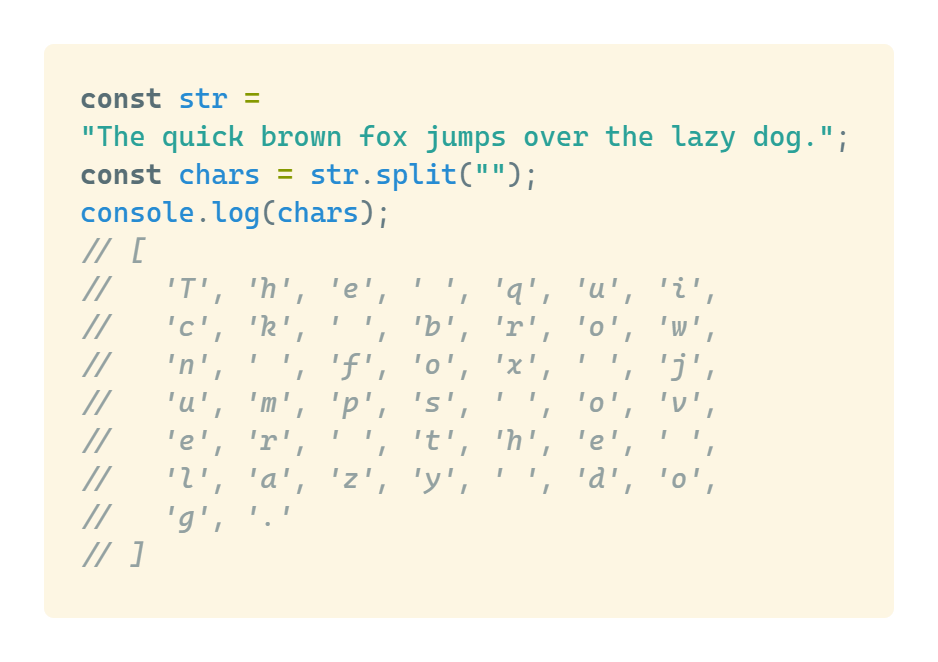 const str =
"The quick brown fox jumps over the lazy dog.";
const chars = str.split("");
console.log(chars);
// [
//   'T', 'h', 'e', ' ', 'q', 'u', 'i',
//   'c', 'k', ' ', 'b', 'r', 'o', 'w',
//   'n', ' ', 'f', 'o', 'x', ' ', 'j',
//   'u', 'm', 'p', 's', ' ', 'o', 'v',
//   'e', 'r', ' ', 't', 'h', 'e', ' ',
//   'l', 'a', 'z', 'y', ' ', 'd', 'o',
//   'g', '.'
// ]